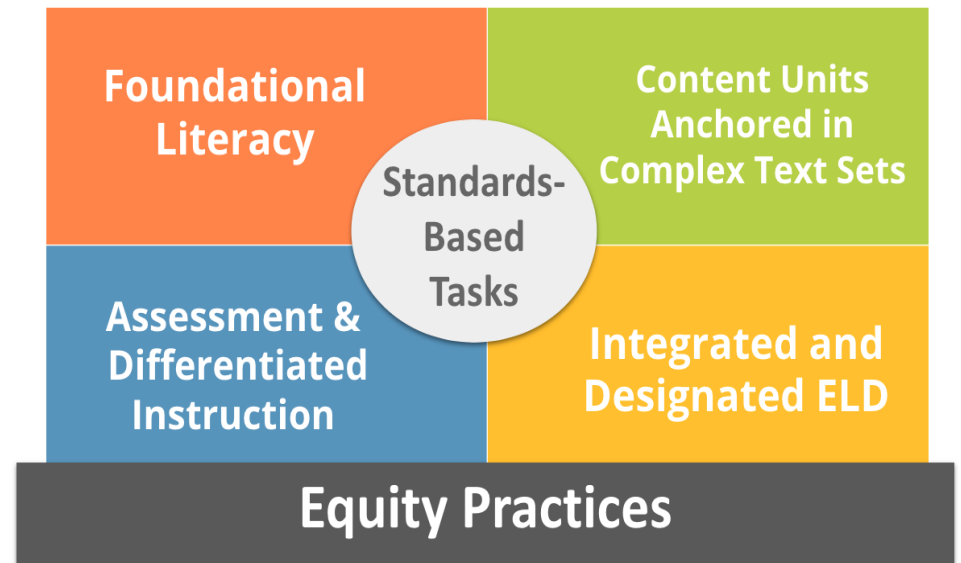 Foundational
Literacy
Content Units
Anchored in
Complex Text Sets
Standards-
Based
Tasks
Assessment &
Differentiated
Instruction
Integrated and
Designated ELD
Equity Practices